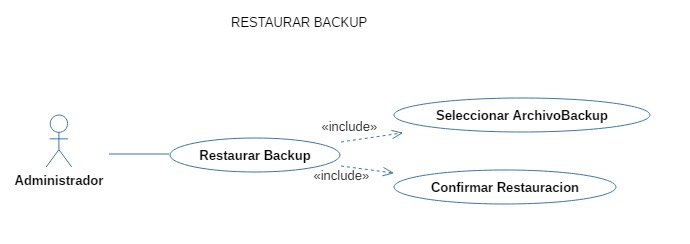 RESTAURAR BACKUP
Seleccionar ArchivoBackup
«include»
Restaurar Backup
«include»
Administrador
Confirmar Restauracion